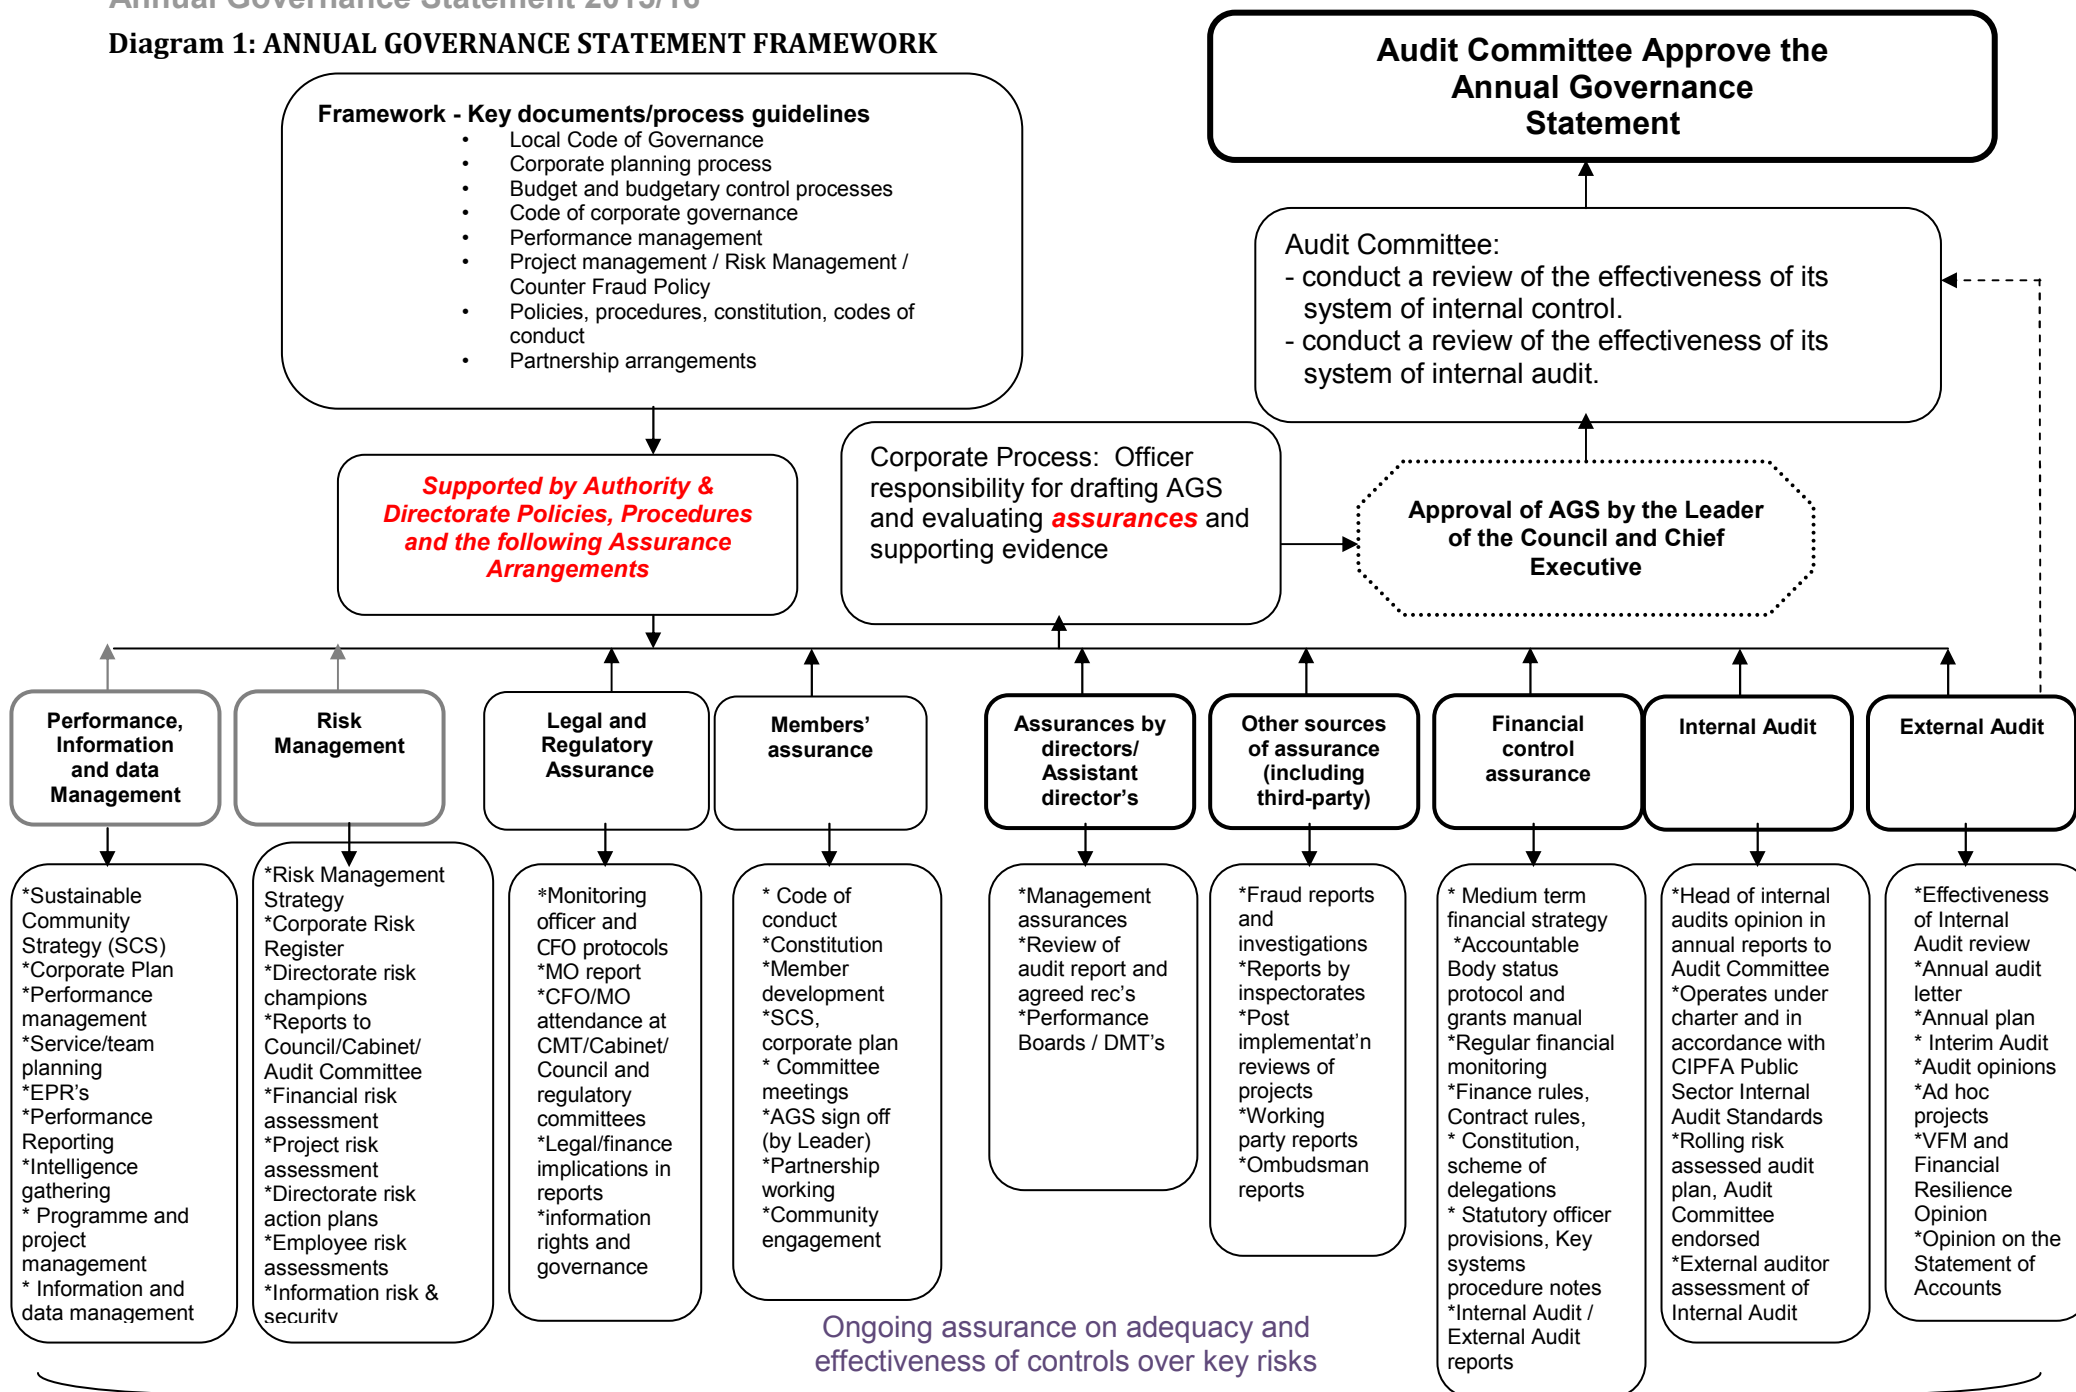 Annual Governance Statement 2015/16
Diagram 1: ANNUAL GOVERNANCE STATEMENT FRAMEWORK
Audit Committee Approve the
Annual Governance
Statement
Framework - Key documents/process guidelines
• Local Code of Governance
• Corporate planning process
• Budget and budgetary control processes
• Code of corporate governance
• Performance management
• Project management / Risk Management /
Counter Fraud Policy
• Policies, procedures, constitution, codes of
conduct
• Partnership arrangements
Audit Committee:
- conduct a review of the effectiveness of its
system of internal control.
- conduct a review of the effectiveness of its
system of internal audit.
Supported by Authority &
Directorate Policies, Procedures
and the following Assurance
Arrangements
Corporate Process: Officer
responsibility for drafting AGS
and evaluating assurances and
supporting evidence
Approval of AGS by the Leader
of the Council and Chief
Executive
Performance,
Information
and data
Management
Risk
Management
Legal and
Regulatory
Assurance
Members’
assurance
Assurances by
directors/
Assistant
director’s
Other sources
of assurance
(including
third-party)
Financial
control
assurance
Internal Audit
External Audit
*Sustainable
Community
Strategy (SCS)
*Corporate Plan
*Performance
management
*Service/team
planning
*EPR’s
*Performance
Reporting
*Intelligence
gathering
* Programme and
project
management
* Information and
data management
*Risk Management
Strategy
*Corporate Risk
Register
*Directorate risk
champions
*Reports to
Council/Cabinet/
Audit Committee
*Financial risk
assessment
*Project risk
assessment
*Directorate risk
action plans
*Employee risk
assessments
*Information risk &
security
*Monitoring
officer and
CFO protocols
*MO report
*CFO/MO
attendance at
CMT/Cabinet/
Council and
regulatory
committees
*Legal/finance
implications in
reports
*information
rights and
governance
* Code of
conduct
*Constitution
*Member
development
*SCS,
corporate plan
* Committee
meetings
*AGS sign off
(by Leader)
*Partnership
working
*Community
engagement
*Management
assurances
*Review of
audit report and
agreed rec’s
*Performance
Boards / DMT’s
*Fraud reports
and
investigations
*Reports by
inspectorates
*Post
implementat’n
reviews of
projects
*Working
party reports
*Ombudsman
reports
* Medium term
financial strategy
*Accountable
Body status
protocol and
grants manual
*Regular financial
monitoring
*Finance rules,
Contract rules,
* Constitution,
scheme of
delegations
* Statutory officer
provisions, Key
systems
procedure notes
*Internal Audit /
External Audit
reports
*Head of internal
audits opinion in
annual reports to
Audit Committee
*Operates under
charter and in
accordance with
CIPFA Public
Sector Internal
Audit Standards
*Rolling risk
assessed audit
plan, Audit
Committee
endorsed
*External auditor
assessment of
Internal Audit
*Effectiveness
of Internal
Audit review
*Annual audit
letter
*Annual plan
* Interim Audit
*Audit opinions
*Ad hoc
projects
*VFM and
Financial
Resilience
Opinion
*Opinion on the
Statement of
Accounts
Ongoing assurance on adequacy and
effectiveness of controls over key risks